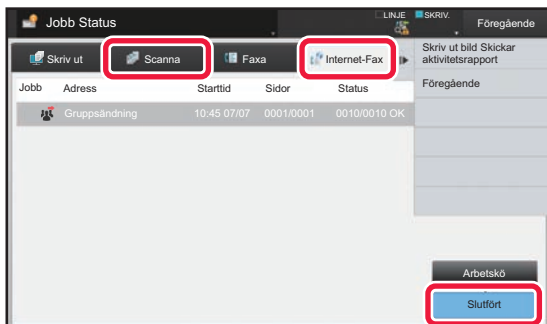 Jobb Status
LINJE
SKRIV.
Föregående
Skriv ut
Scanna
Faxa
Internet-Fax
Skriv ut bild Skickar
aktivitetsrapport
Föregående
Jobb Adress Starttid Sidor Status
Gruppsändning 10:45 07/07 0001/0001 0010/0010 OK
Arbetskö
Slutfört